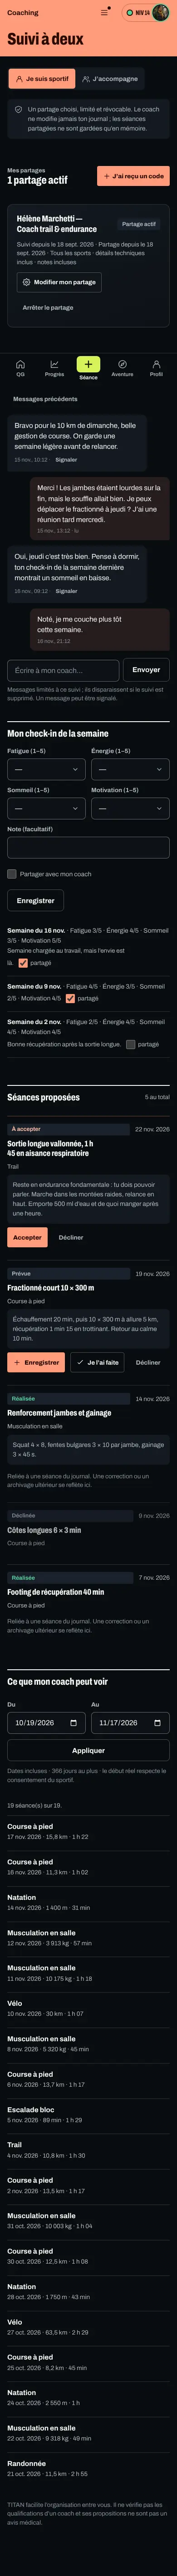 Coaching
NIV 14
Suivi à deux
Je suis sportif
J'accompagne
Un partage choisi, limité et révocable. Le coach
ne modifie jamais ton journal ; les séances
partagées ne sont gardées qu'en mémoire.
Mes partages
1 partage actif
J'ai reçu un code
Hélène Marchetti —
Coach trail & endurance
Partage actif
Suivi depuis le 18 sept. 2026 · Partage depuis le 18
sept. 2026 · Tous les sports · détails techniques
inclus · notes incluses
Modifier mon partage
Arrêter le partage
QG
Progrès
Séance
Aventure
Profil
Messages précédents
Bravo pour le 10 km de dimanche, belle
gestion de course. On garde une
semaine légère avant de relancer.
15 nov., 10:12 · Signaler
Merci ! Les jambes étaient lourdes sur la
fin, mais le souffle allait bien. Je peux
déplacer le fractionné à jeudi ? J'ai une
réunion tard mercredi.
15 nov., 13:12 · lu
Oui, jeudi c'est très bien. Pense à dormir,
ton check-in de la semaine dernière
montrait un sommeil en baisse.
16 nov., 09:12 · Signaler
Noté, je me couche plus tôt
cette semaine.
16 nov., 21:12
Écrire à mon coach…
Envoyer
Messages limités à ce suivi ; ils disparaissent si le suivi est
supprimé. Un message peut être signalé.
Mon check-in de la semaine
Fatigue (1–5)
Énergie (1–5)
—
—
Sommeil (1–5)
Motivation (1–5)
—
—
Note (facultatif)
Partager avec mon coach
Enregistrer
Semaine du 16 nov. · Fatigue 3/5 · Énergie 4/5 · Sommeil
3/5 · Motivation 5/5
Semaine chargée au travail, mais l'envie est
là. partagé
Semaine du 9 nov. · Fatigue 4/5 · Énergie 3/5 · Sommeil
2/5 · Motivation 4/5 partagé
Semaine du 2 nov. · Fatigue 2/5 · Énergie 4/5 · Sommeil
4/5 · Motivation 4/5
Bonne récupération après la sortie longue. partagé
Séances proposées
5 au total
À accepter
22 nov. 2026
Sortie longue vallonnée, 1 h
45 en aisance respiratoire
Trail
Reste en endurance fondamentale : tu dois pouvoir
parler. Marche dans les montées raides, relance en
haut. Emporte 500 ml d'eau et de quoi manger après
une heure.
Accepter
Décliner
Prévue
19 nov. 2026
Fractionné court 10 × 300 m
Course à pied
Échauffement 20 min, puis 10 × 300 m à allure 5 km,
récupération 1 min 15 en trottinant. Retour au calme
10 min.
Enregistrer
Je l'ai faite
Décliner
Réalisée
14 nov. 2026
Renforcement jambes et gainage
Musculation en salle
Squat 4 × 8, fentes bulgares 3 × 10 par jambe, gainage
3 × 45 s.
Reliée à une séance du journal. Une correction ou un
archivage ultérieur se reflète ici.
Déclinée
9 nov. 2026
Côtes longues 6 × 3 min
Course à pied
Réalisée
7 nov. 2026
Footing de récupération 40 min
Course à pied
Reliée à une séance du journal. Une correction ou un
archivage ultérieur se reflète ici.
Ce que mon coach peut voir
Du
Au
10/19/2026
11/17/2026
Appliquer
Dates incluses · 366 jours au plus · le début réel respecte le
consentement du sportif.
19 séance(s) sur 19.
Course à pied
17 nov. 2026 · 15,8 km · 1 h 22
Course à pied
16 nov. 2026 · 11,3 km · 1 h 02
Natation
14 nov. 2026 · 1 400 m · 31 min
Musculation en salle
12 nov. 2026 · 3 913 kg · 57 min
Musculation en salle
11 nov. 2026 · 10 175 kg · 1 h 18
Vélo
10 nov. 2026 · 30 km · 1 h 07
Musculation en salle
8 nov. 2026 · 5 320 kg · 45 min
Course à pied
6 nov. 2026 · 13,7 km · 1 h 17
Escalade bloc
5 nov. 2026 · 89 min · 1 h 29
Trail
4 nov. 2026 · 10,8 km · 1 h 30
Course à pied
2 nov. 2026 · 13,5 km · 1 h 17
Musculation en salle
31 oct. 2026 · 10 003 kg · 1 h 04
Course à pied
30 oct. 2026 · 12,5 km · 1 h 08
Natation
28 oct. 2026 · 1 750 m · 43 min
Vélo
27 oct. 2026 · 63,5 km · 2 h 29
Course à pied
25 oct. 2026 · 8,2 km · 45 min
Natation
24 oct. 2026 · 2 550 m · 1 h
Musculation en salle
22 oct. 2026 · 9 318 kg · 49 min
Randonnée
21 oct. 2026 · 11,5 km · 2 h 55
TITAN facilite l'organisation entre vous. Il ne vérifie pas les
qualifications d'un coach et ses propositions ne sont pas un
avis médical.